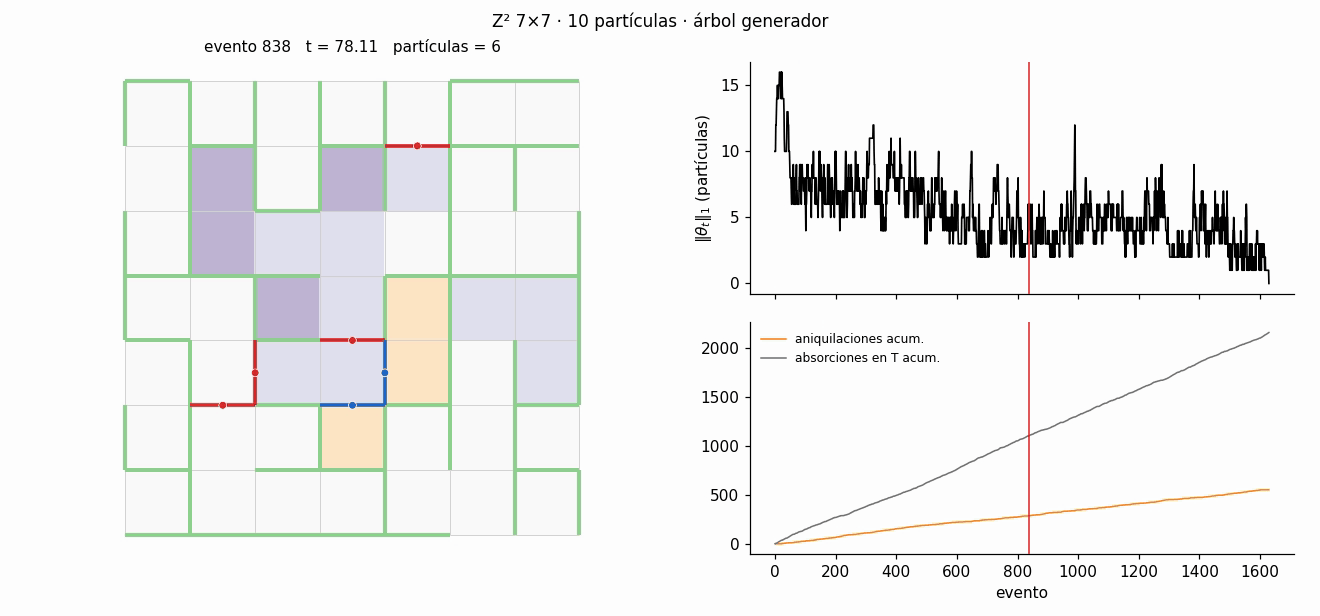 Z² 7×7 · 10 partículas · árbol generador
evento 838 t = 78.11 partículas = 6
‖θₜ‖₁ (partículas)
15
10
5
0
aniquilaciones acum.
absorciones en T acum.
2000
1500
1000
500
0
0 200 400 600 800 1000 1200 1400 1600
evento